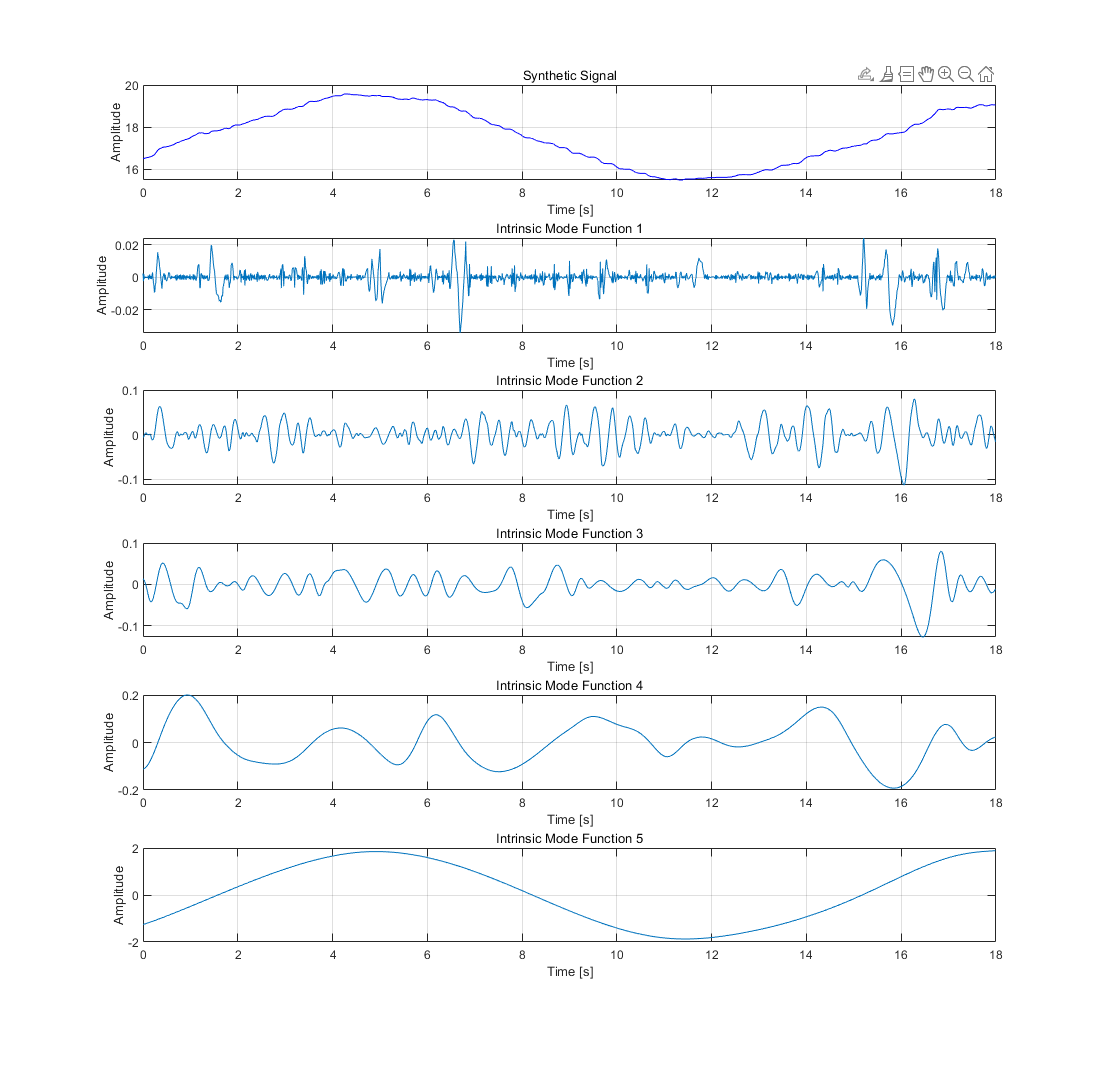 Synthetic Signal
20
18
16
Amplitude
0 2 4 6 8 10 12 14 16 18
Time [s]
Intrinsic Mode Function 1
0.02
0
-0.02
Amplitude
0 2 4 6 8 10 12 14 16 18
Time [s]
Intrinsic Mode Function 2
0.1
0
-0.1
Amplitude
0 2 4 6 8 10 12 14 16 18
Time [s]
Intrinsic Mode Function 3
0.1
0
-0.1
Amplitude
0 2 4 6 8 10 12 14 16 18
Time [s]
Intrinsic Mode Function 4
0.2
0
-0.2
Amplitude
0 2 4 6 8 10 12 14 16 18
Time [s]
Intrinsic Mode Function 5
2
0
-2
Amplitude
0 2 4 6 8 10 12 14 16 18
Time [s]